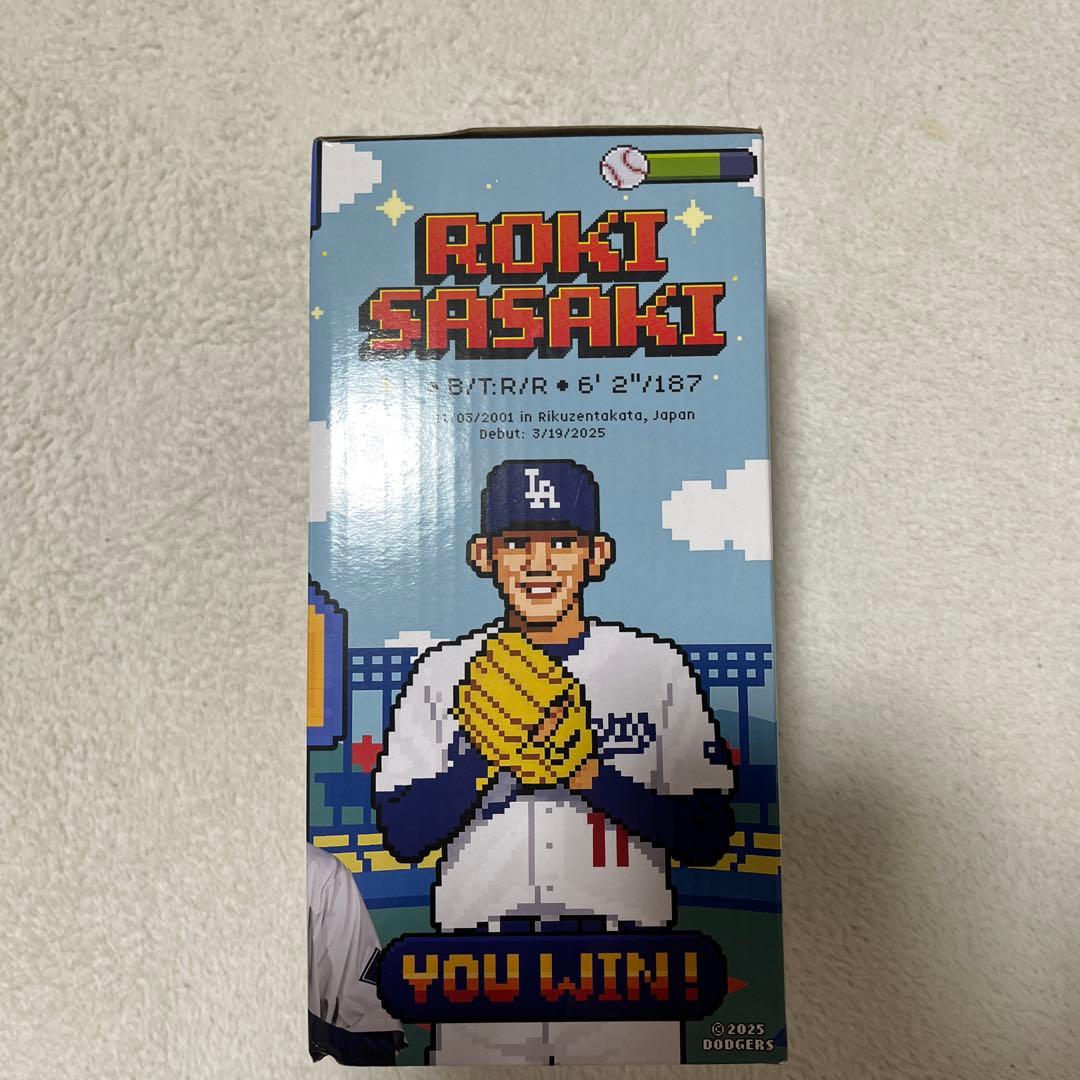 ROKI
SASAKI
B/T:R/R • 6' 2"/187
/03/2001 in Rikuzentakata, Japan
Debut: 3/19/2025
LA
11
YOU WIN!
©2025
DODGERS